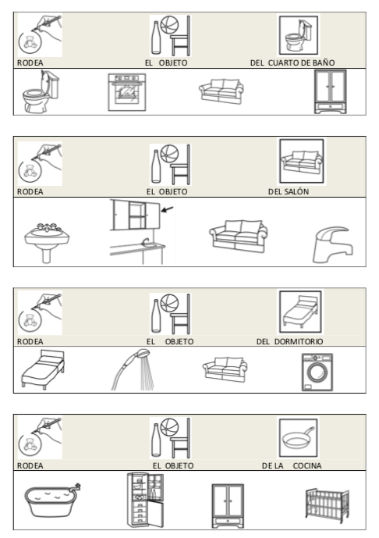 RODEA EL OBJETO DEL CUARTO DE BAÑO
RODEA EL OBJETO DEL SALÓN
RODEA EL OBJETO DEL DORMITORIO
RODEA EL OBJETO DE LA COCINA